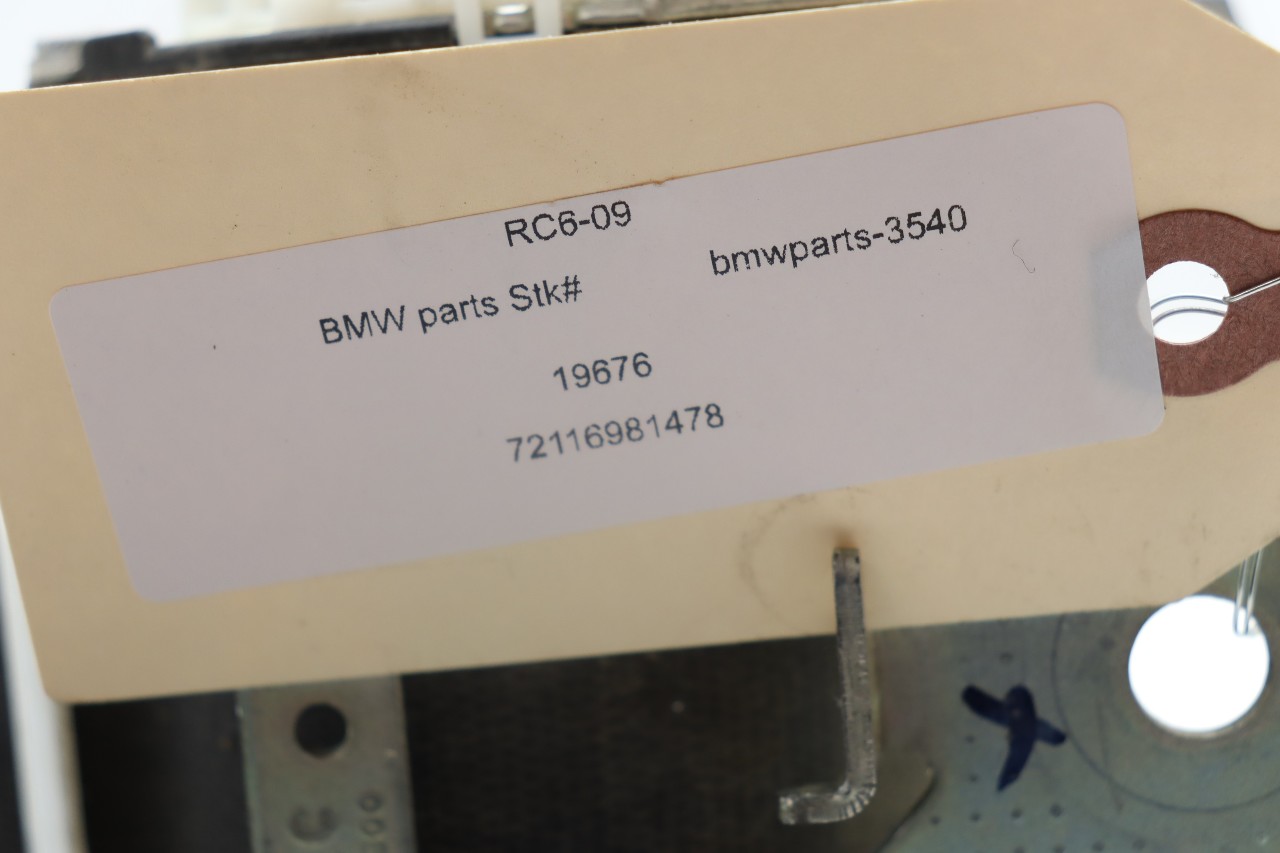 RC6-09
BMW parts Stk# bmwparts-3540
19676
72116981478
C